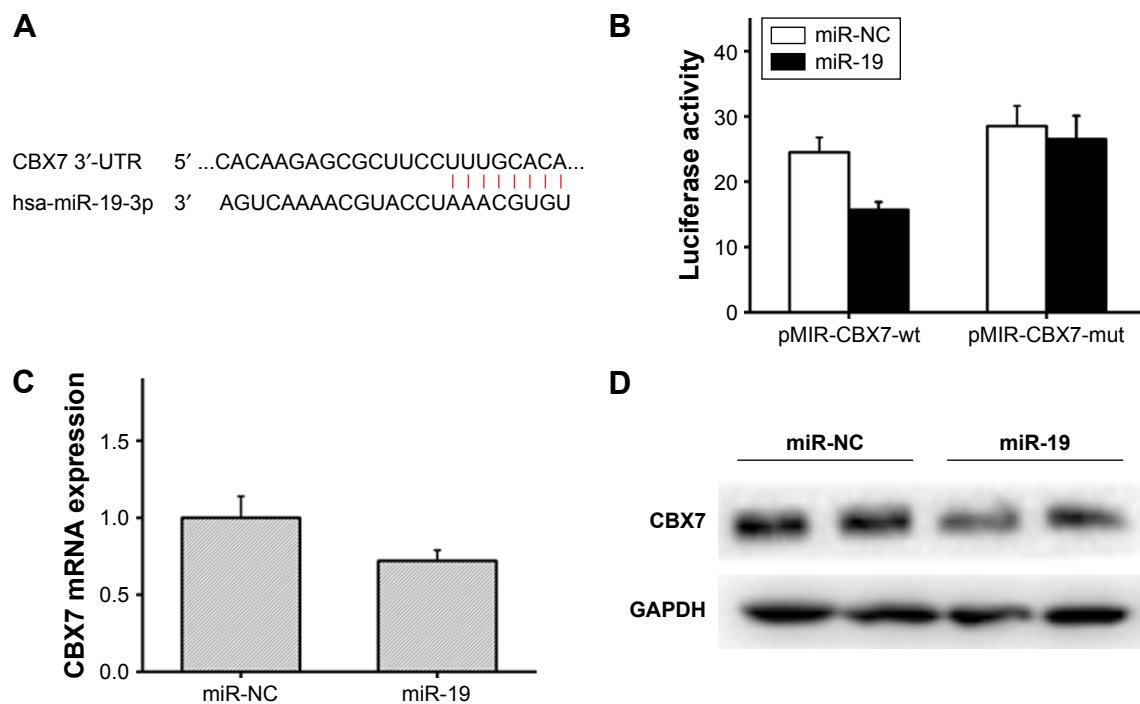 A
CBX7 3′-UTR 5′ ...CACAAGAGCGCUUCCUUUGCACA...
hsa-miR-19-3p 3′ AGUCAAAACGUACCUAAACGUGU
B
miR-NC
miR-19
Luciferase activity
40
30
20
10
0
pMIR-CBX7-wt pMIR-CBX7-mut
C
CBX7 mRNA expression
1.5
1.0
0.5
0.0
miR-NC miR-19
D
miR-NC miR-19
CBX7
GAPDH